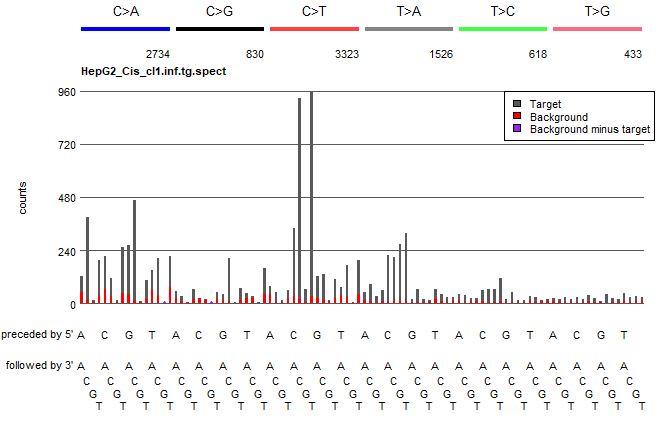 C>A C>G C>T T>A T>C T>G
2734 830 3323 1526 618 433
HepG2_Cis_cl1.inf.tg.spect
960
Target
Background
Background minus target
720
480
240
0
counts
preceded by 5' A C G T A C G T A C G T A C G T A C G T A C G T
followed by 3' A A A A A A A A A A A A A A A A A A A A A A A A
C C C C C C C C C C C C C C C C C C C C C C C C
G G G G G G G G G G G G G G G G G G G G G G G G
T T T T T T T T T T T T T T T T T T T T T T T T